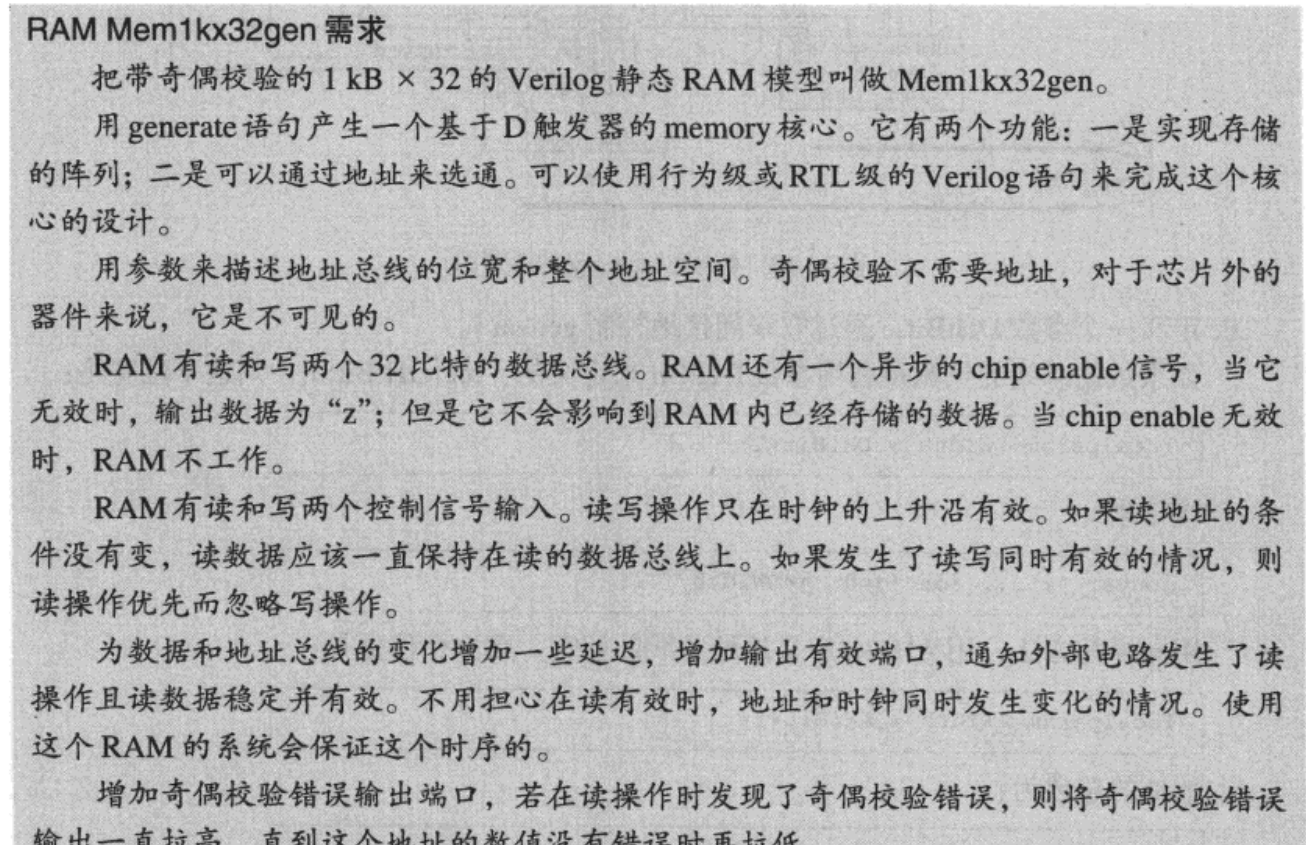 RAM Mem1kx32gen 需求
把带奇偶校验的 1 kB × 32 的 Verilog 静态 RAM 模型叫做 Mem1kx32gen。
用 generate 语句产生一个基于 D 触发器的 memory 核心。它有两个功能：一是实现存储
的阵列；二是可以通过地址来选通。可以使用行为级或 RTL 级的 Verilog 语句来完成这个核
心的设计。
用参数来描述地址总线的位宽和整个地址空间。奇偶校验不需要地址，对于芯片外的
器件来说，它是不可见的。
RAM 有读和写两个 32 比特的数据总线。RAM 还有一个异步的 chip enable 信号，当它
无效时，输出数据为“z”；但是它不会影响到 RAM 内已经存储的数据。当 chip enable 无效
时，RAM 不工作。
RAM 有读和写两个控制信号输入。读写操作只在时钟的上升沿有效。如果读地址的条
件没有变，读数据应该一直保持在读的数据总线上。如果发生了读写同时有效的情况，则
读操作优先而忽略写操作。
为数据和地址总线的变化增加一些延迟，增加输出有效端口，通知外部电路发生了读
操作且读数据稳定并有效。不用担心在读有效时，地址和时钟同时发生变化的情况。使用
这个 RAM 的系统会保证这个时序的。
增加奇偶校验错误输出端口，若在读操作时发现了奇偶校验错误，则将奇偶校验错误
输出一直拉高，直到这个地址的数值没有错误时再拉低